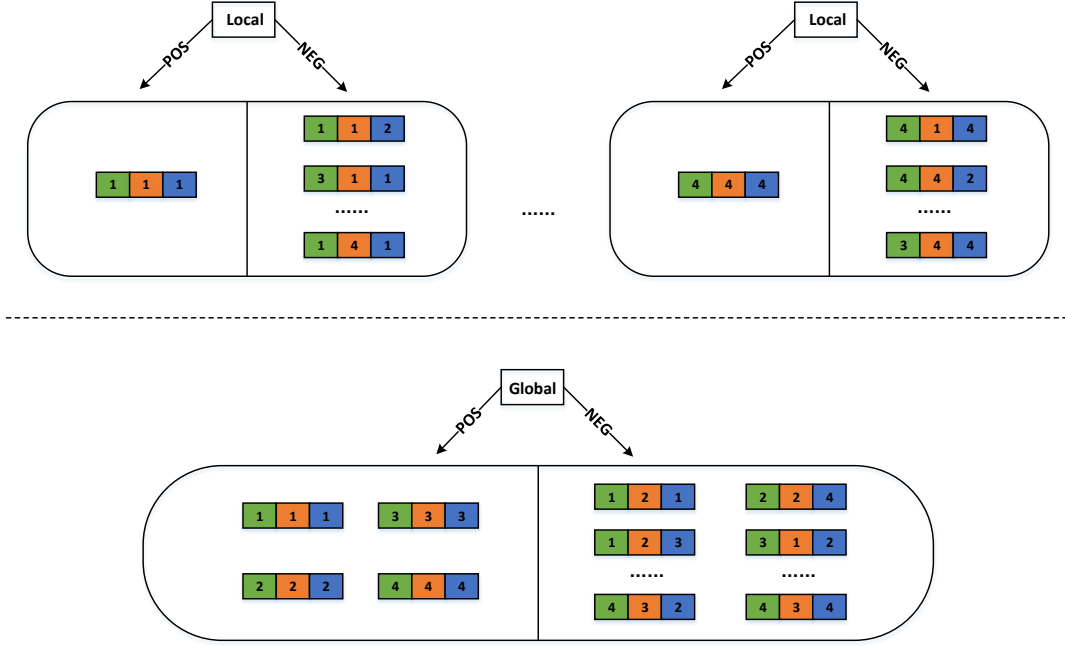 Local
POS
NEG
1 1 1
1 1 2
3 1 1
......
1 4 1
......
Local
POS
NEG
4 4 4
4 1 4
4 4 2
......
3 4 4
Global
POS
NEG
1 1 1
3 3 3
2 2 2
4 4 4
1 2 1
2 2 4
1 2 3
3 1 2
......
......
4 3 2
4 3 4